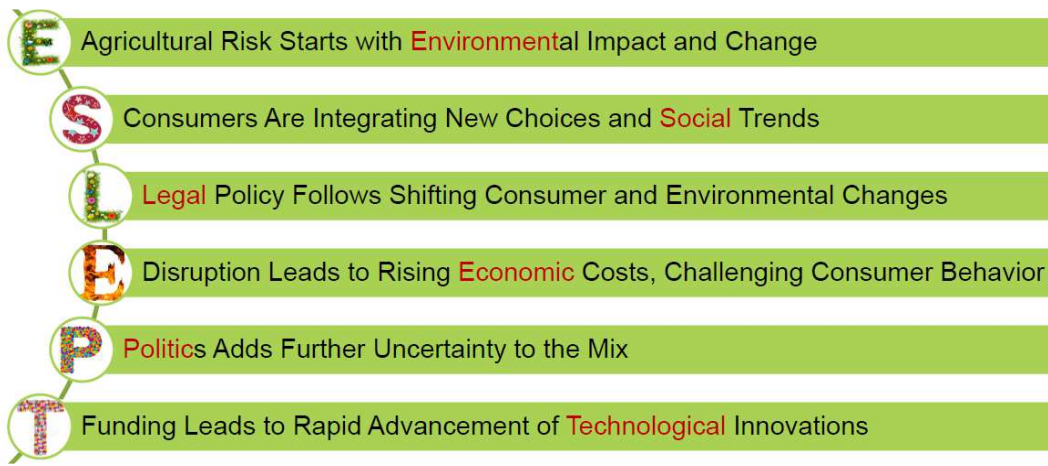 E Agricultural Risk Starts with Environmental Impact and Change
S Consumers Are Integrating New Choices and Social Trends
L Legal Policy Follows Shifting Consumer and Environmental Changes
E Disruption Leads to Rising Economic Costs, Challenging Consumer Behavior
P Politics Adds Further Uncertainty to the Mix
T Funding Leads to Rapid Advancement of Technological Innovations